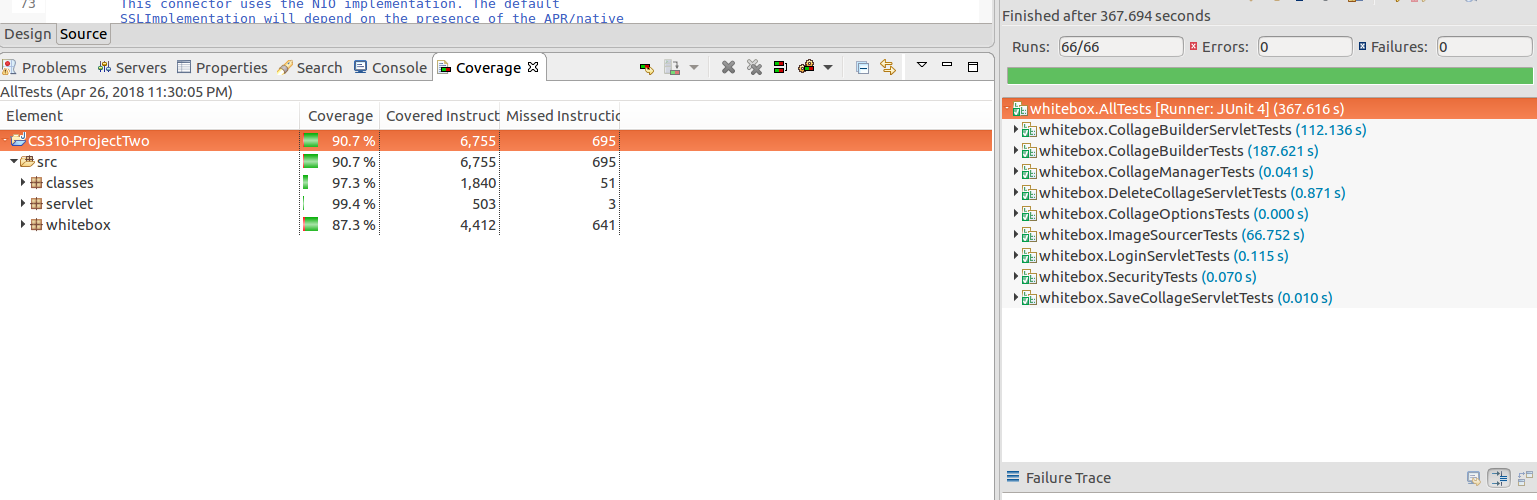 73 This connector uses the NIO implementation. The default
SSLImplementation will depend on the presence of the APR/native
Design Source
Problems Servers Properties Search Console Coverage
AllTests (Apr 26, 2018 11:30:05 PM)
Element Coverage Covered Instruct Missed Instructio
CS310-ProjectTwo 90.7 % 6,755 695
src 90.7 % 6,755 695
classes 97.3 % 1,840 51
servlet 99.4 % 503 3
whitebox 87.3 % 4,412 641
Finished after 367.694 seconds
Runs: 66/66 Errors: 0 Failures: 0
whitebox.AllTests [Runner: JUnit 4] (367.616 s)
whitebox.CollageBuilderServletTests (112.136 s)
whitebox.CollageBuilderTests (187.621 s)
whitebox.CollageManagerTests (0.041 s)
whitebox.DeleteCollageServletTests (0.871 s)
whitebox.CollageOptionsTests (0.000 s)
whitebox.ImageSourcerTests (66.752 s)
whitebox.LoginServletTests (0.115 s)
whitebox.SecurityTests (0.070 s)
whitebox.SaveCollageServletTests (0.010 s)
Failure Trace